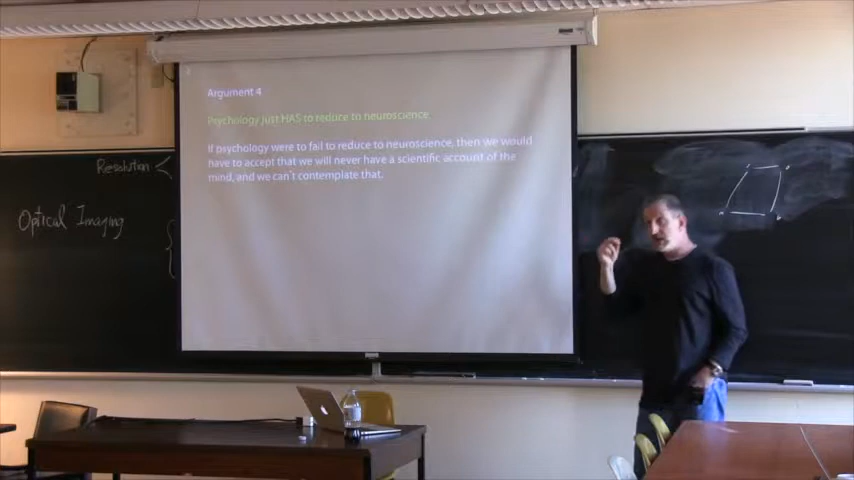 Argument 4
Psychology just HAS to reduce to neuroscience
If psychology were to fail to reduce to neuroscience, then we would
have to accept that we will never have a scientific account of the
mind, and we can't contemplate that.
Resolution
Optical Imaging